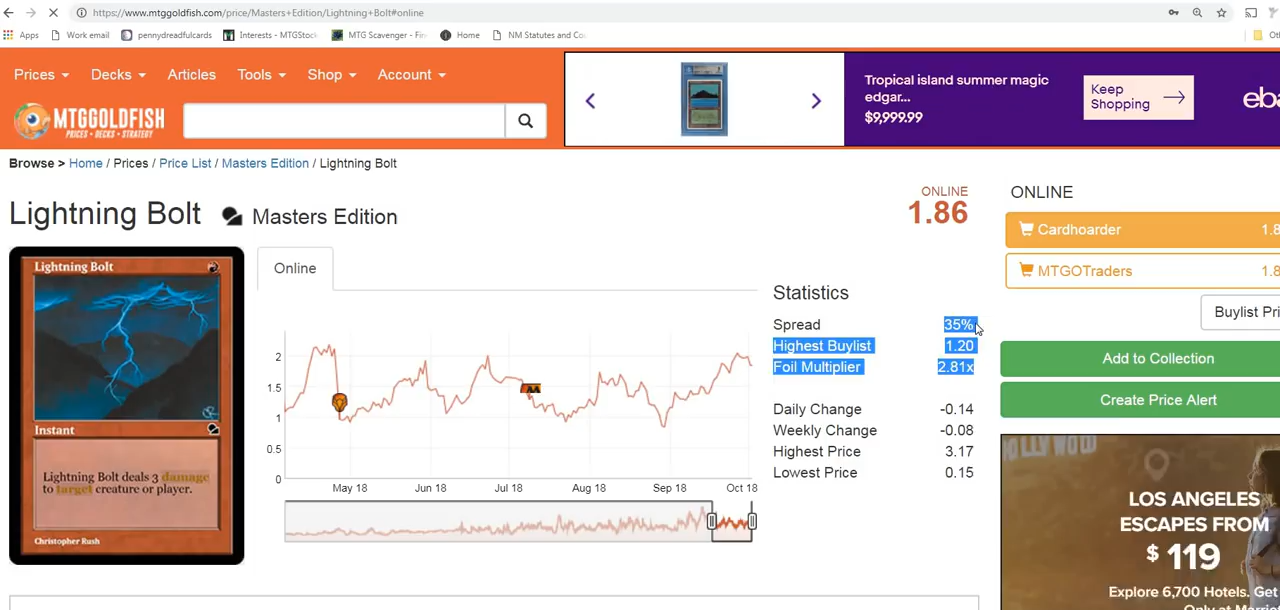 https://www.mtggoldfish.com/price/Masters+Edition/Lightning+Bolt#online
Apps Work email pennydreadfulcards Interests - MTGStock MTG Scavenger - Fin Home NM Statutes and Co
Prices Decks Articles Tools Shop Account
MTGGOLDFISH
PRICES • DECKS • STRATEGY
Tropical island summer magic
edgar...
$9,999.99
Keep
Shopping
Browse > Home / Prices / Price List / Masters Edition / Lightning Bolt
Lightning Bolt Masters Edition
ONLINE
1.86
Lightning Bolt
Instant
Lightning Bolt deals 3 damage
to target creature or player.
Christopher Rush
Online
2
1.5
1
0.5
0
May 18 Jun 18 Jul 18 Aug 18 Sep 18 Oct 18
Statistics
Spread 35%
Highest Buylist 1.20
Foil Multiplier 2.81x
Daily Change -0.14
Weekly Change -0.08
Highest Price 3.17
Lowest Price 0.15
ONLINE
Cardhoarder 1.8
MTGOTraders 1.8
Buylist Pri
Add to Collection
Create Price Alert
LOS ANGELES
ESCAPES FROM
$ 119
Explore 6,700 Hotels. Get